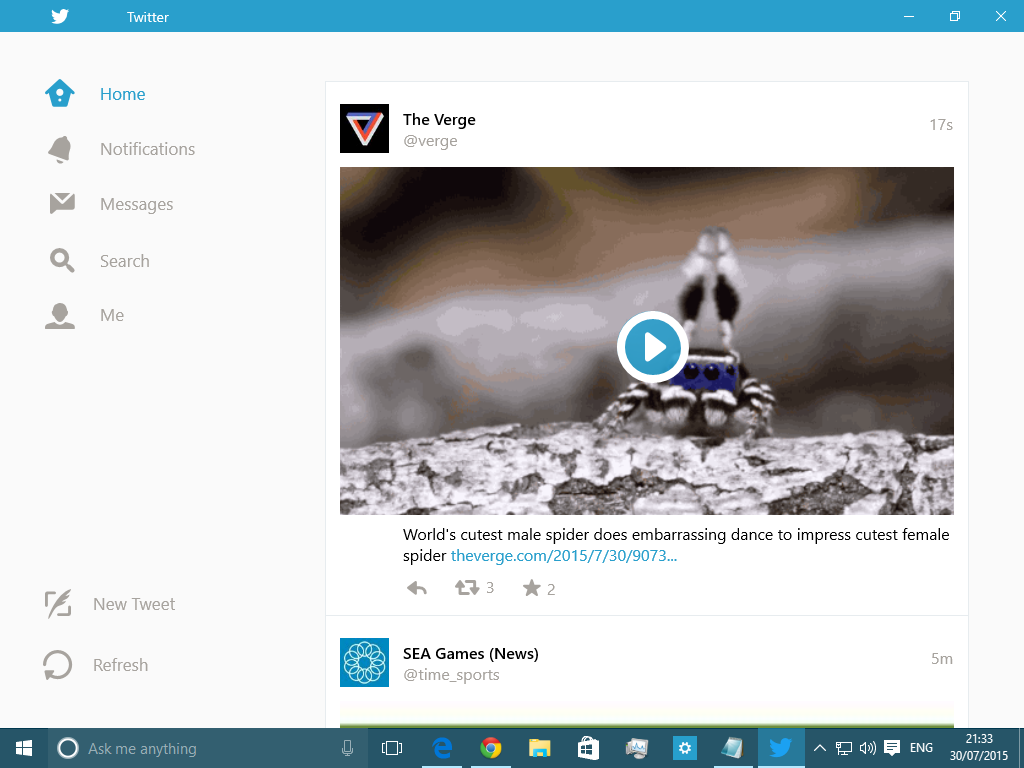 Twitter
Home
Notifications
Messages
Search
Me
New Tweet
Refresh
The Verge
17s
@verge
World's cutest male spider does embarrassing dance to impress cutest female
spider theverge.com/2015/7/30/9073...
3
2
SEA Games (News)
5m
@time_sports
Ask me anything
ENG
21:33
30/07/2015